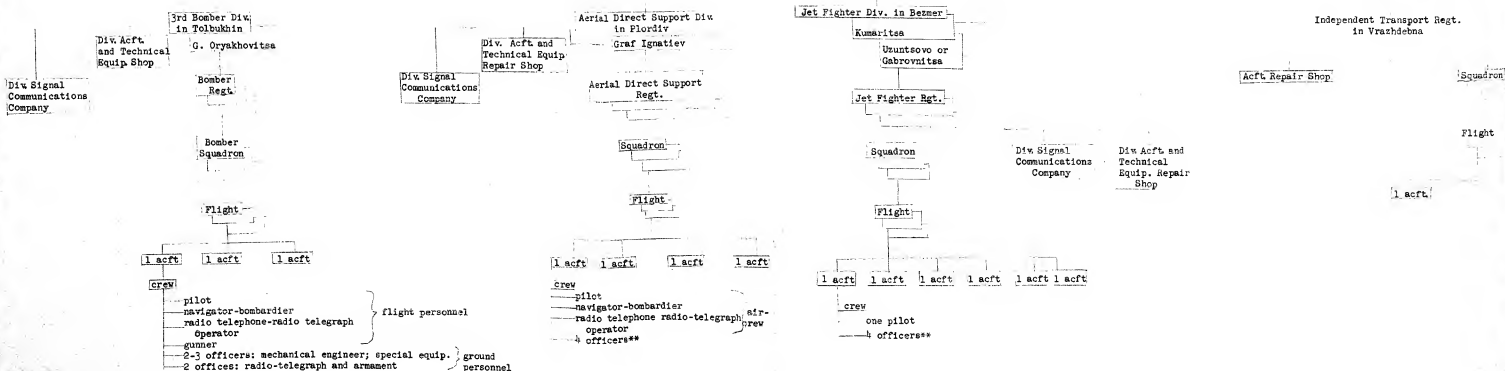 3rd Bomber Div.
in Tolbukhin
G. Oryakhovitsa
Div. Acft.
and Technical
Equip. Shop
Div. Signal
Communications
Company
Bomber
Regt.
Bomber
Squadron
Flight
1 acft 1 acft 1 acft
crew
pilot
navigator-bombardier
radio telephone-radio telegraph
operator
flight personnel
gunner
2-3 officers: mechanical engineer; special equip.
2 offices: radio-telegraph and armament
ground
personnel
Aerial Direct Support Div.
in Plordiv
Graf Ignatiev
Div. Acft and
Technical Equip
Repair Shop
Div. Signal
Communications
Company
Aerial Direct Support
Regt.
Squadron
Flight
1 acft 1 acft 1 acft 1 acft
crew
pilot
navigator-bombardier
radio telephone radio-telegraph
operator
air-
crew
4 officers**
Jet Fighter Div. in Bezmer
Kumaritsa
Uzuntsovo or
Gabrovnitsa
Jet Fighter Rgt.
Squadron
Flight
1 acft 1 acft 1 acft 1 acft 1 acft 1 acft
crew
one pilot
4 officers**
Div. Signal
Communications
Company
Div. Acft and
Technical
Equip. Repair
Shop
Independent Transport Regt.
in Vrazhdebna
Acft. Repair Shop
Squadron
Flight
1 acft.